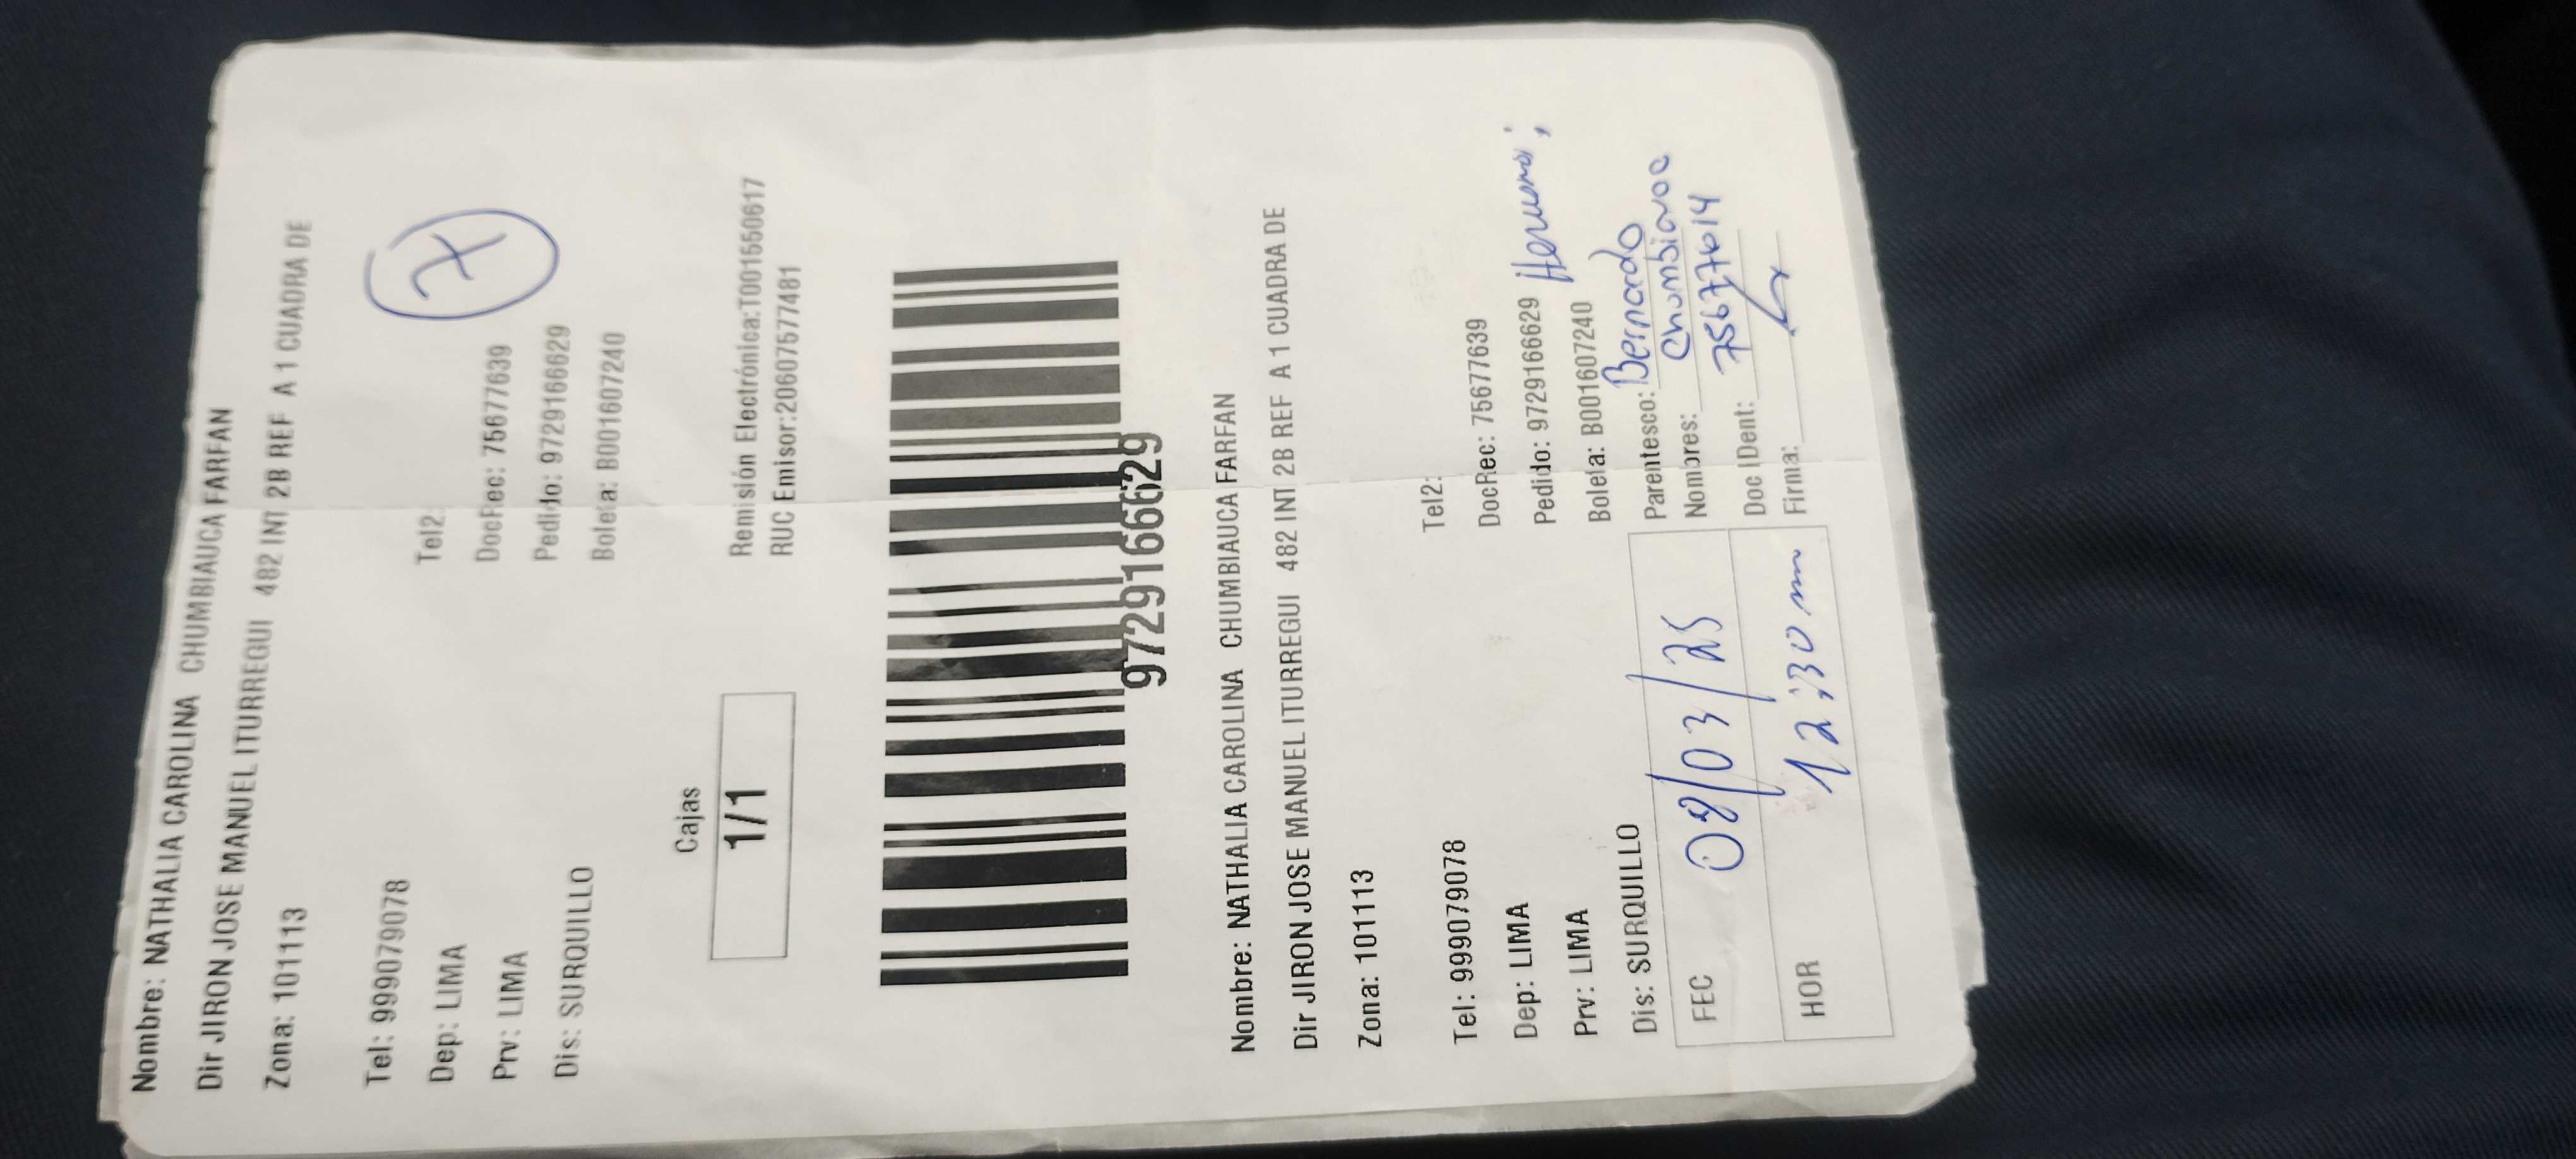 Nombre: NATHALIA CAROLINA CHUMBIAUCA FARFAN
Dir JIRON JOSE MANUEL ITURREGUI 482 INT 2B REF A 1 CUADRA DE
Zona: 101113
7
Tel: 999079078 Tel2:
Dep: LIMA DocRec: 75677639
Prv: LIMA Pedido: 9729166629
Dis: SURQUILLO Boleta: B001607240
Cajas
1/1
Remisión Electrónica:T001550617
RUC Emisor:20607577481
9729166629
Nombre: NATHALIA CAROLINA CHUMBIAUCA FARFAN
Dir JIRON JOSE MANUEL ITURREGUI 482 INT 2B REF A 1 CUADRA DE
Zona: 101113
Tel: 999079078 Tel2:
Dep: LIMA DocRec: 75677639
Prv: LIMA Pedido: 9729166629
Dis: SURQUILLO Boleta: B001607240
FEC 08/03/25 Parentesco: Bernardo
Nombres: Chumbiauca
HOR 12:30 Doc IDent: 75677614
Firma: